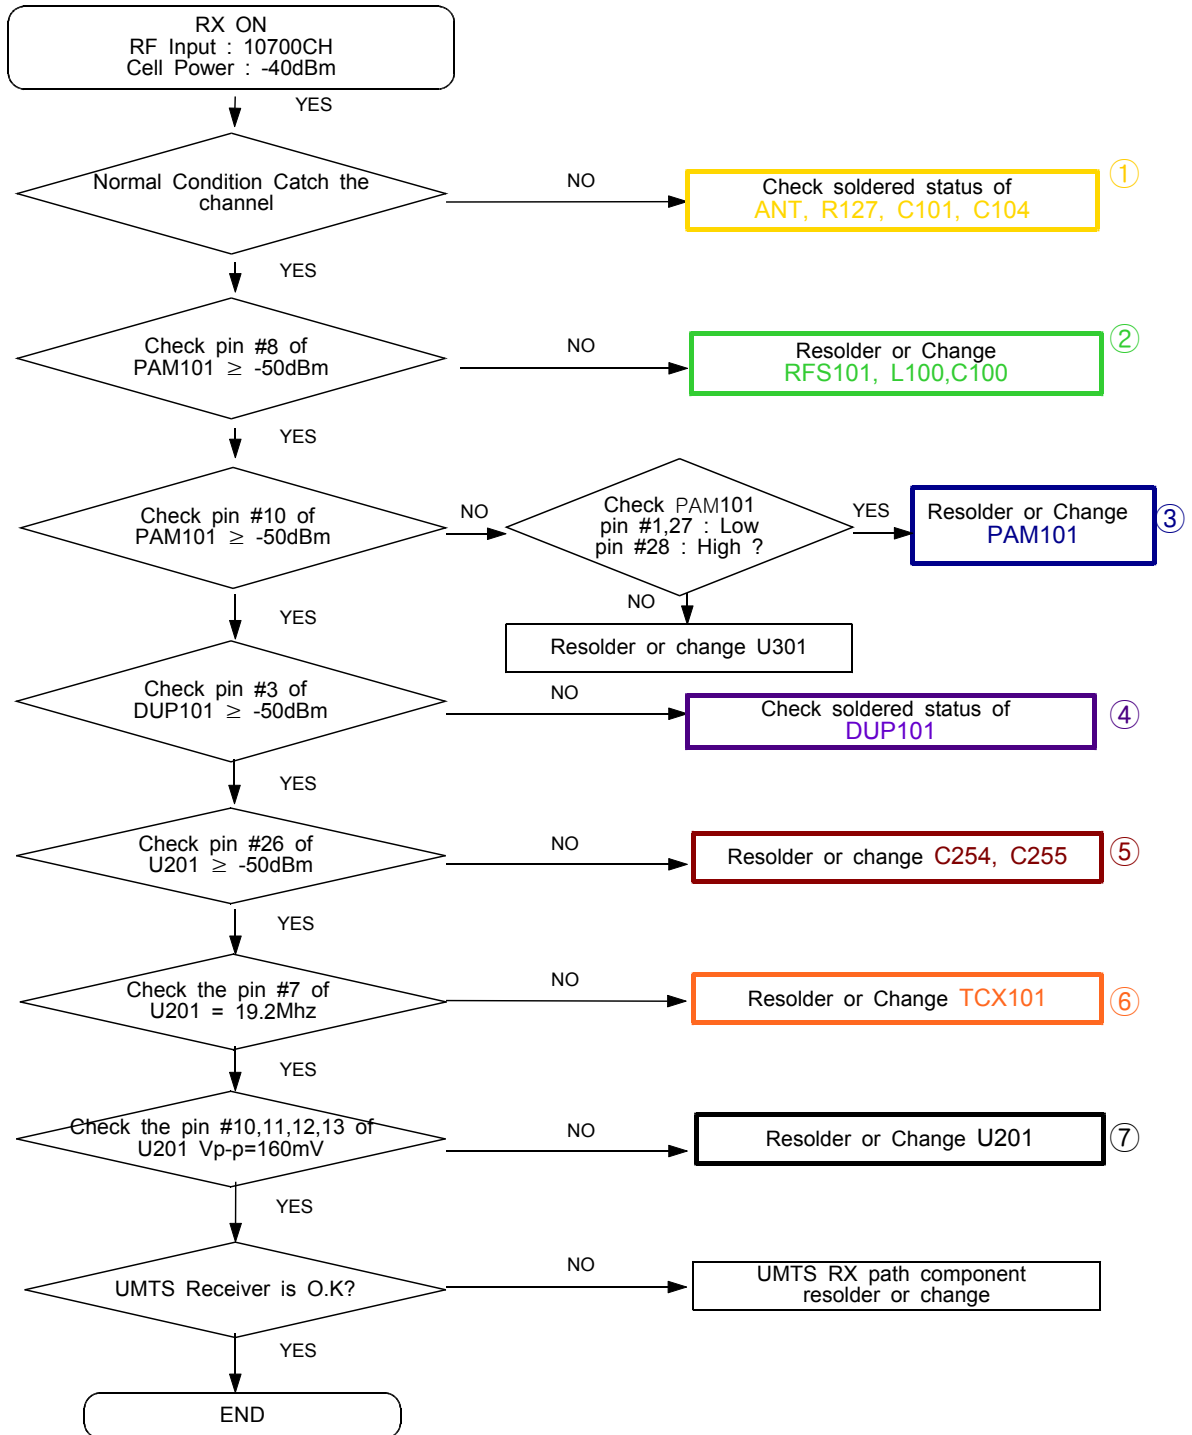 RX ON
RF Input : 10700CH
Cell Power : -40dBm
YES
Normal Condition Catch the
channel
NO
Check soldered status of
ANT, R127, C101, C104
①
YES
Check pin #8 of
PAM101 ≥ -50dBm
NO
Resolder or Change
RFS101, L100,C100
②
YES
Check pin #10 of
PAM101 ≥ -50dBm
NO
Check PAM101
pin #1,27 : Low
pin #28 : High ?
YES
Resolder or Change
PAM101
③
NO
Resolder or change U301
YES
Check pin #3 of
DUP101 ≥ -50dBm
NO
Check soldered status of
DUP101
④
YES
Check pin #26 of
U201 ≥ -50dBm
NO
Resolder or change C254, C255
⑤
YES
Check the pin #7 of
U201 = 19.2Mhz
NO
Resolder or Change TCX101
⑥
YES
Check the pin #10,11,12,13 of
U201 Vp-p=160mV
NO
Resolder or Change U201
⑦
YES
UMTS Receiver is O.K?
NO
UMTS RX path component
resolder or change
YES
END